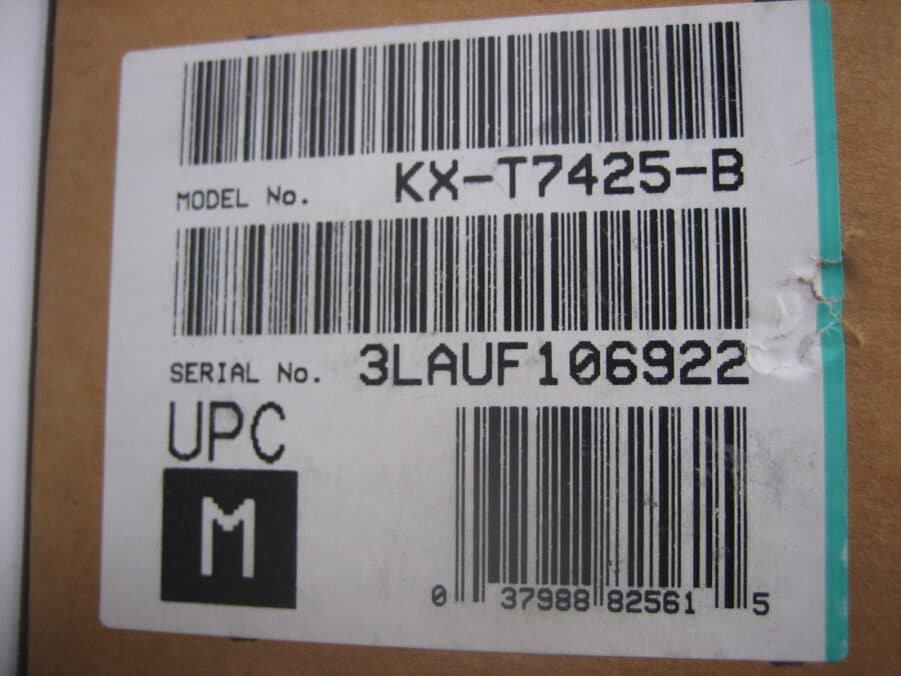 MODEL No. KX-T7425-B
SERIAL No. 3LAUF106922
UPC
M
0 37988 82561 5